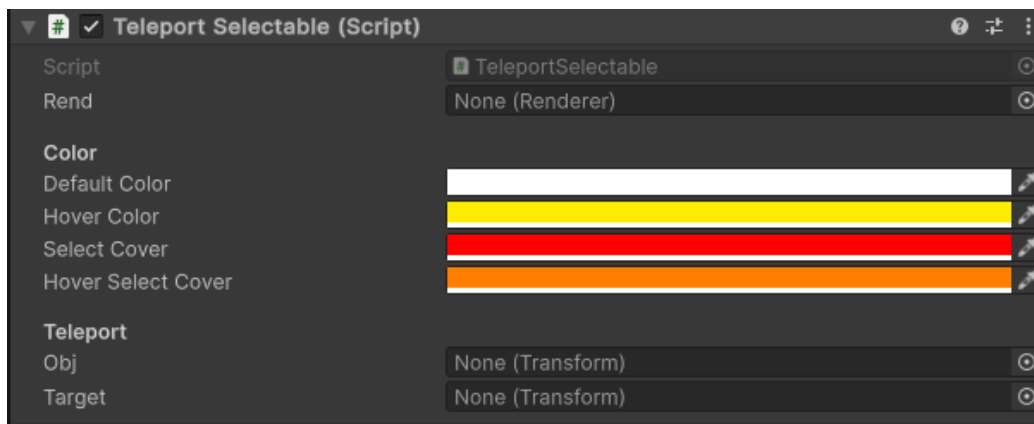 Teleport Selectable (Script)
Script TeleportSelectable
Rend None (Renderer)
Color
Default Color
Hover Color
Select Cover
Hover Select Cover
Teleport
Obj None (Transform)
Target None (Transform)